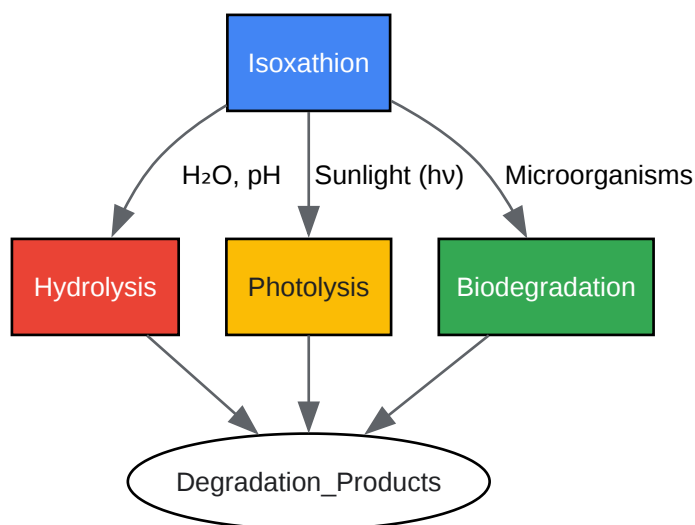 Isoxathion
H₂O, pH
Sunlight (hν)
Microorganisms
Hydrolysis
Photolysis
Biodegradation
Degradation_Products